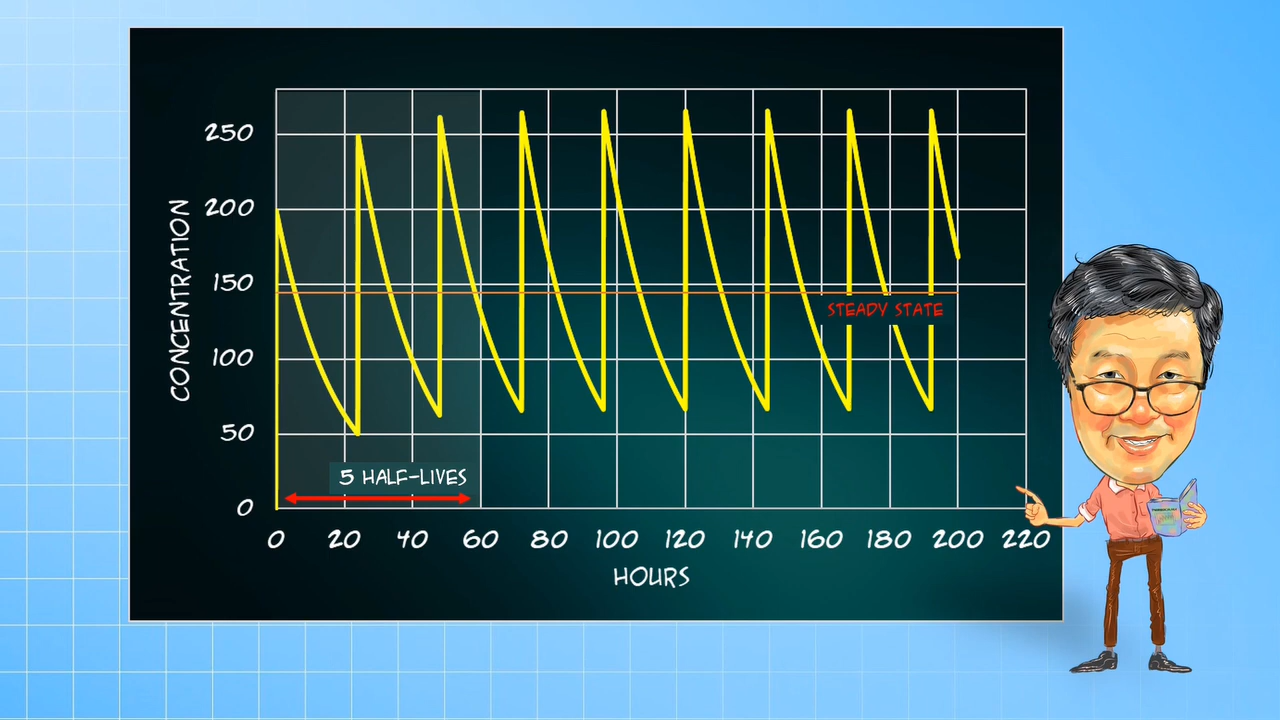 250
200
150
100
50
0
CONCENTRATION
STEADY STATE
5 HALF-LIVES
0 20 40 60 80 100 120 140 160 180 200 220
HOURS